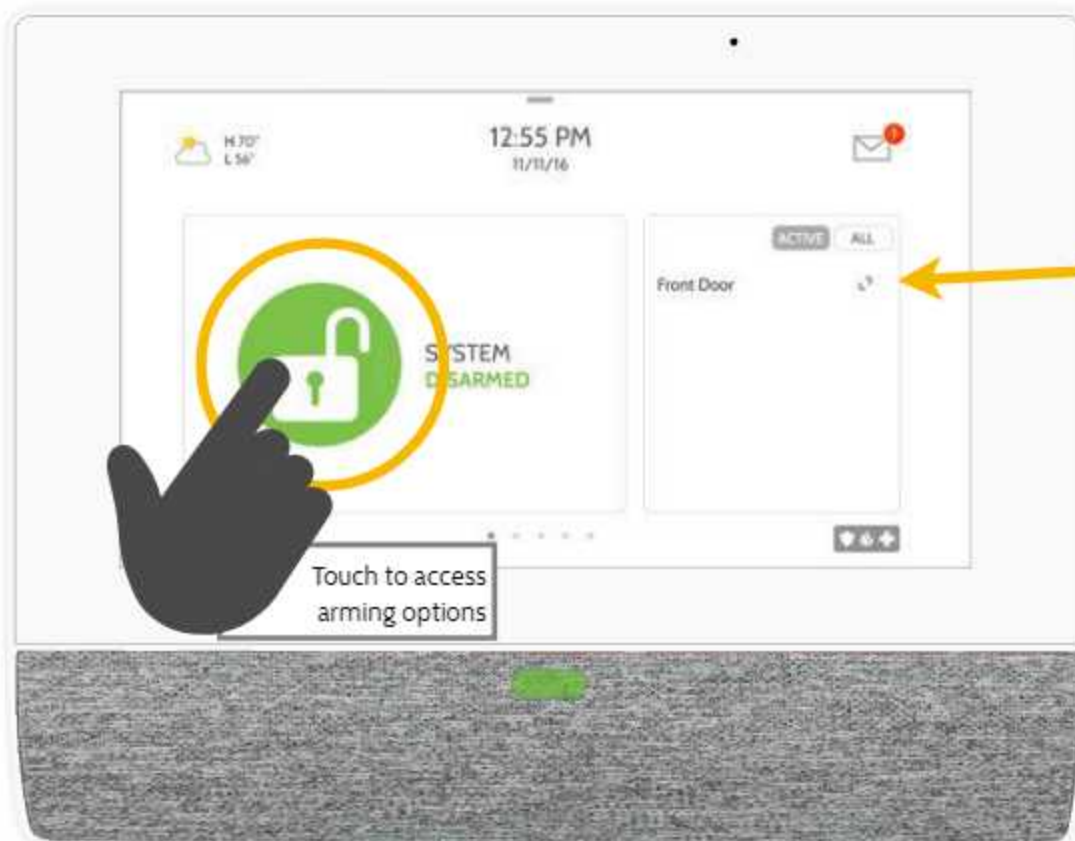 H 70°
L 56°
12:55 PM
11/11/16
ACTIVE ALL
Front Door
SYSTEM
DISARMED
Touch to access
arming options